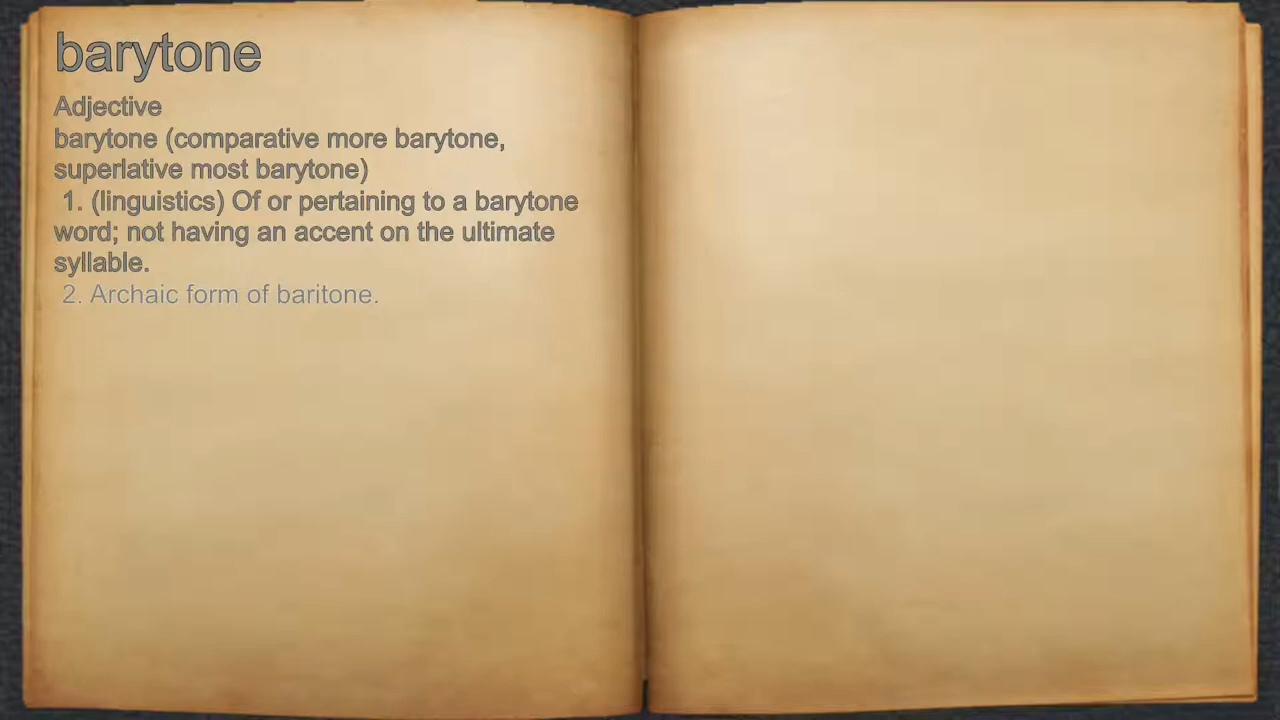 barytone
Adjective
barytone (comparative more barytone,
superlative most barytone)
1. (linguistics) Of or pertaining to a barytone
word; not having an accent on the ultimate
syllable.
2. Archaic form of baritone.